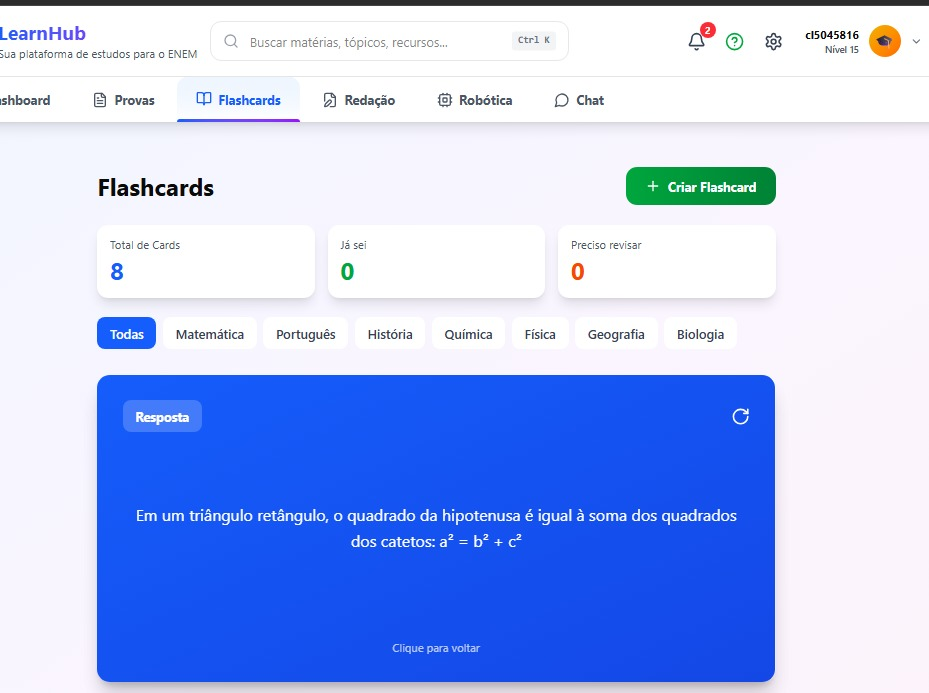 LearnHub
Sua plataforma de estudos para o ENEM
Buscar matérias, tópicos, recursos...
Ctrl K
2
cl5045816
Nível 15
ashboard
Provas
Flashcards
Redação
Robótica
Chat
Flashcards
+ Criar Flashcard
Total de Cards
8
Já sei
0
Preciso revisar
0
Todas
Matemática
Português
História
Química
Física
Geografia
Biologia
Resposta
Em um triângulo retângulo, o quadrado da hipotenusa é igual à soma dos quadrados
dos catetos: a² = b² + c²
Clique para voltar